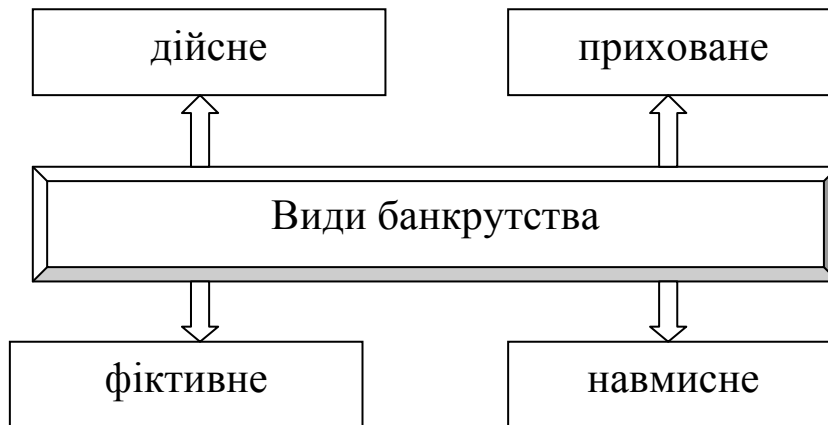 дійсне
приховане
Види банкрутства
фіктивне
навмисне